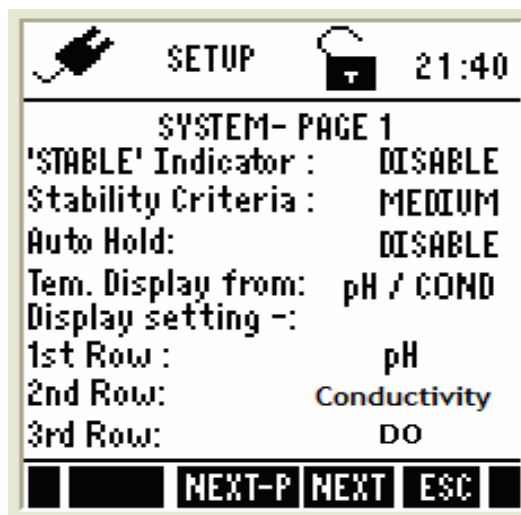 SETUP 21:40
SYSTEM- PAGE 1
'STABLE' Indicator : DISABLE
Stability Criteria : MEDIUM
Auto Hold: DISABLE
Tem. Display from: pH / COND
Display setting -:
1st Row : pH
2nd Row: Conductivity
3rd Row: DO
NEXT-P NEXT ESC